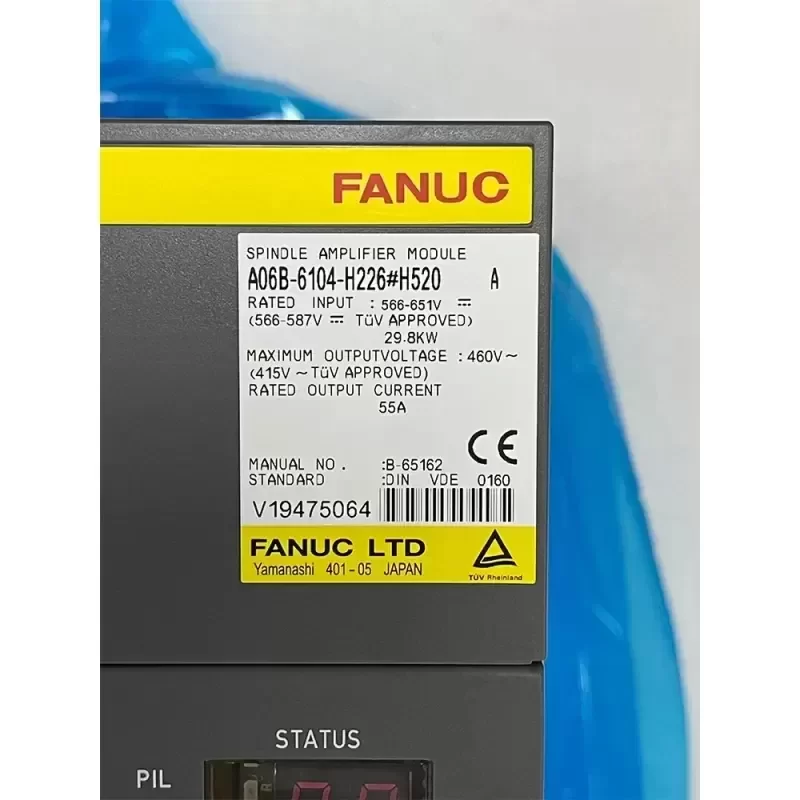 FANUC
SPINDLE AMPLIFIER MODULE
A06B-6104-H226#H520 A
RATED INPUT : 566-651V ⎓
(566-587V ⎓ TüV APPROVED)
29.8KW
MAXIMUM OUTPUTVOLTAGE : 460V~
(415V ~ TüV APPROVED)
RATED OUTPUT CURRENT
55A
CE
MANUAL NO. :B-65162
STANDARD :DIN VDE 0160
V19475064
FANUC LTD
Yamanashi 401-05 JAPAN
TÜV Rheinland
STATUS
PIL